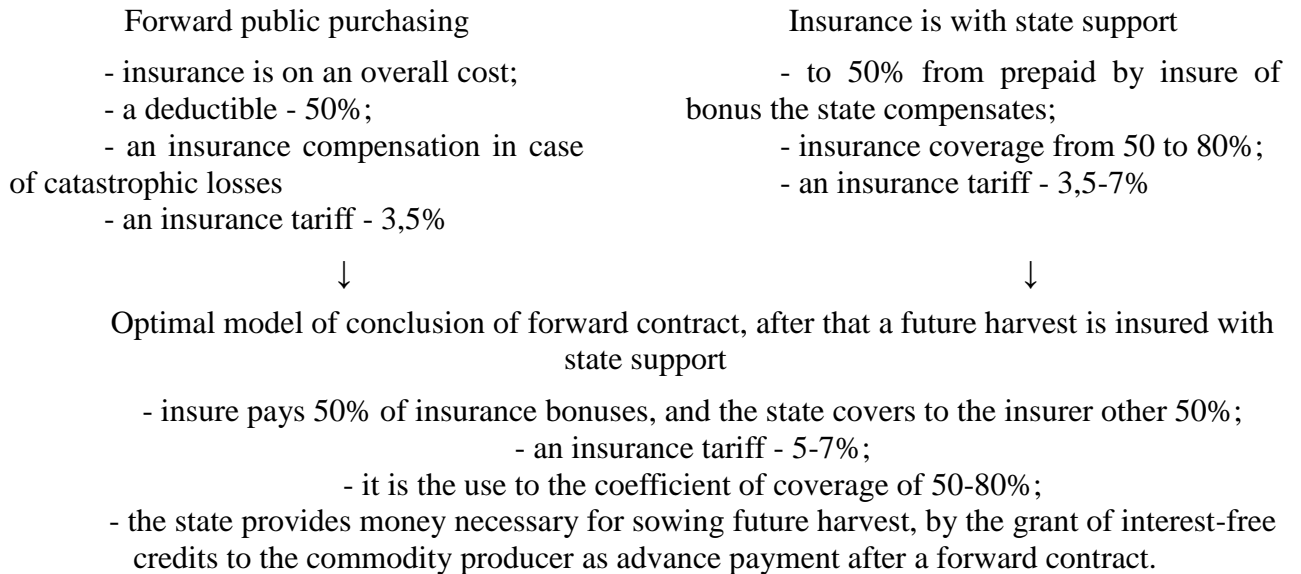 Forward public purchasing
- insurance is on an overall cost;
- a deductible - 50%;
- an insurance compensation in case
of catastrophic losses
- an insurance tariff - 3,5%
Insurance is with state support
- to 50% from prepaid by insure of
bonus the state compensates;
- insurance coverage from 50 to 80%;
- an insurance tariff - 3,5-7%
↓
↓
Optimal model of conclusion of forward contract, after that a future harvest is insured with
state support
- insure pays 50% of insurance bonuses, and the state covers to the insurer other 50%;
- an insurance tariff - 5-7%;
- it is the use to the coefficient of coverage of 50-80%;
- the state provides money necessary for sowing future harvest, by the grant of interest-free
credits to the commodity producer as advance payment after a forward contract.